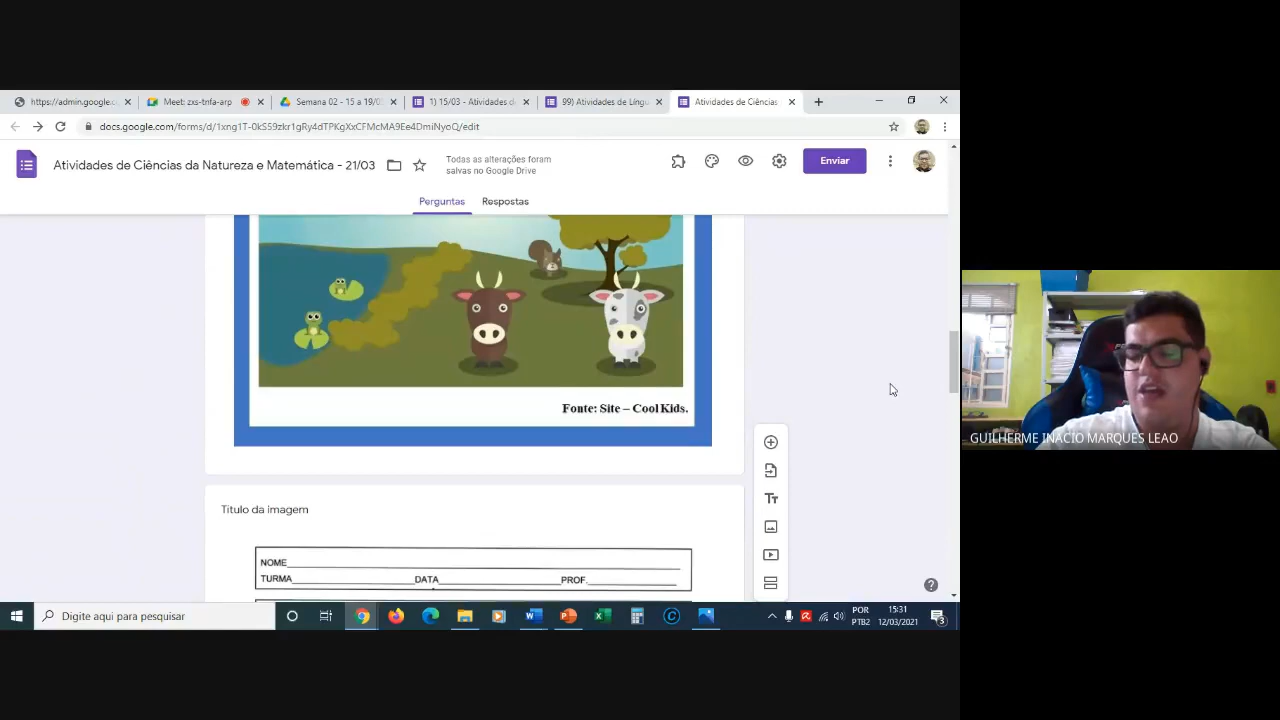 https://admin.google.c
Meet: zxs-tnfa-arp
Semana 02 - 15 a 19/03
1) 15/03 - Atividades d
99) Atividades de Língu
Atividades de Ciências
docs.google.com/forms/d/1xng1T-0kS59zkr1gRy4dTPKgXxCFMcMA9Ee4DmiNyoQ/edit
Atividades de Ciências da Natureza e Matemática - 21/03
Todas as alterações foram
salvas no Google Drive
Enviar
Perguntas
Respostas
Fonte: Site – Cool Kids.
Título da imagem
NOME
TURMA DATA PROF.
GUILHERME INACIO MARQUES LEAO
Digite aqui para pesquisar
POR
PTB2
15:31
12/03/2021
3